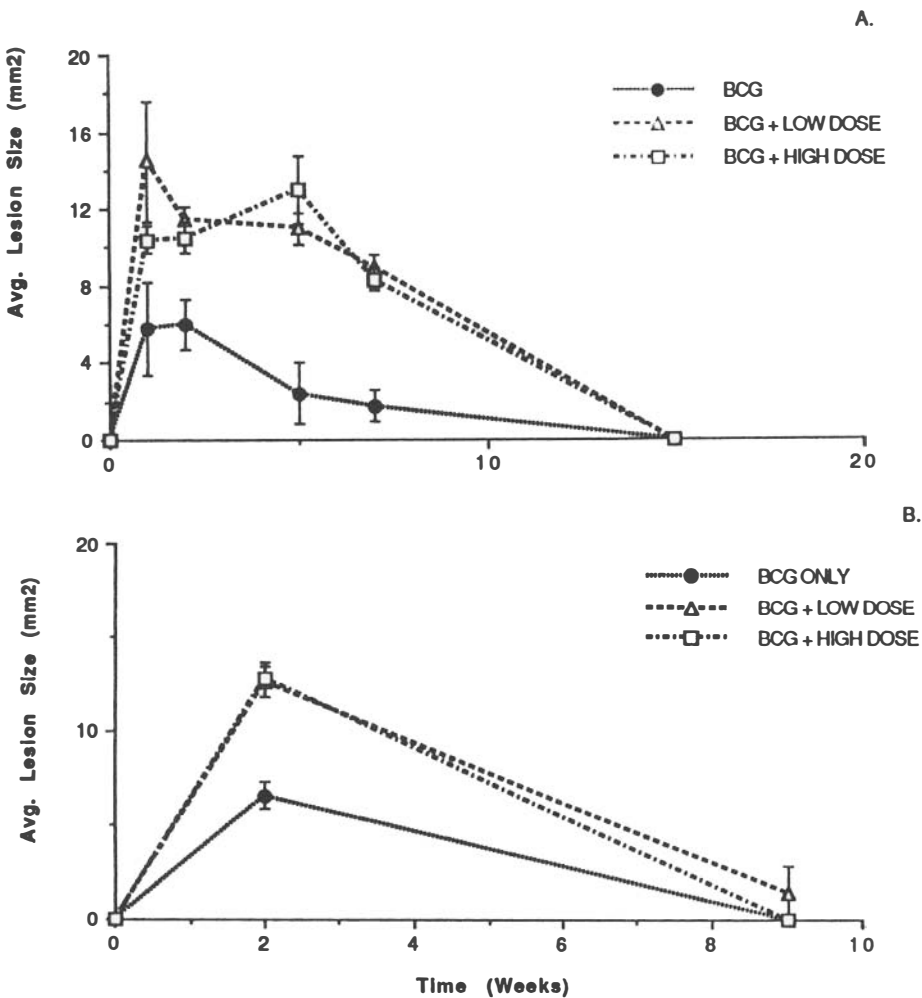 A.
Avg. Lesion Size (mm2)
20
16
12
8
4
0
BCG
BCG + LOW DOSE
BCG + HIGH DOSE
0 10 20
B.
Avg. Lesion Size (mm2)
20
10
0
BCG ONLY
BCG + LOW DOSE
BCG + HIGH DOSE
0 2 4 6 8 10
Time (Weeks)